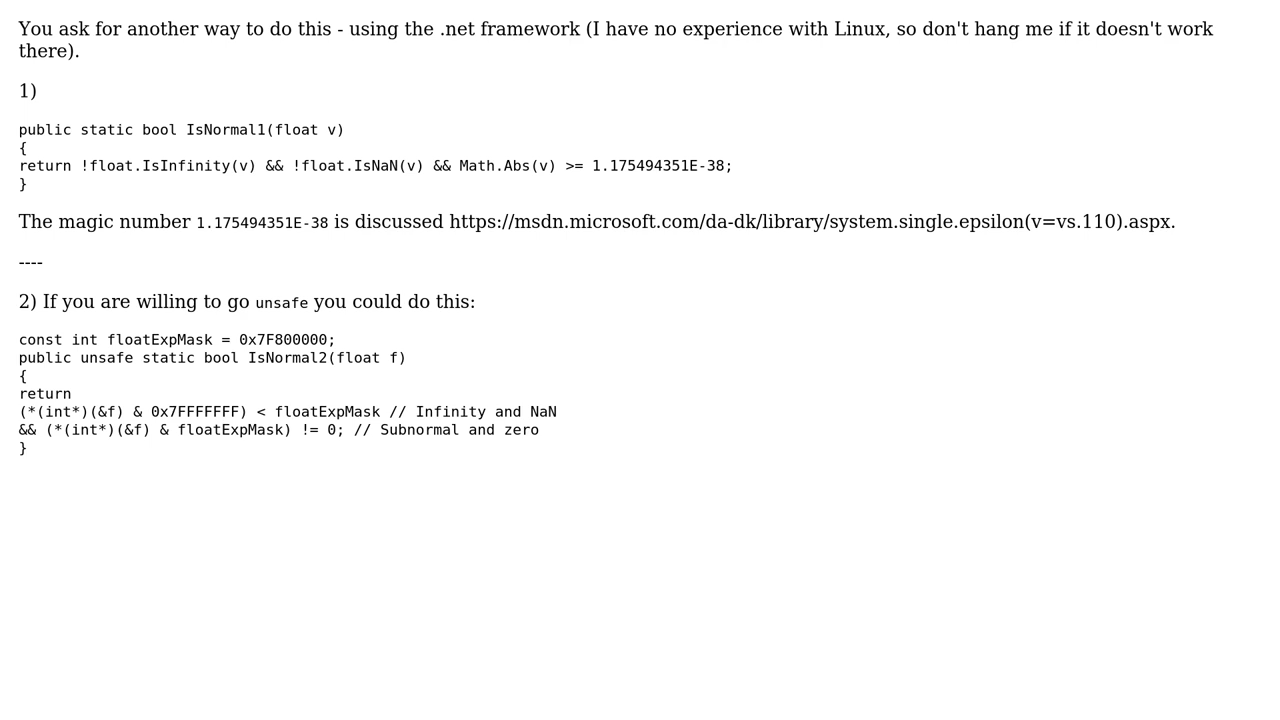 You ask for another way to do this - using the .net framework (I have no experience with Linux, so don't hang me if it doesn't work
there).
1)
public static bool IsNormal1(float v)
{
return !float.IsInfinity(v) && !float.IsNaN(v) && Math.Abs(v) >= 1.175494351E-38;
}
The magic number 1.175494351E-38 is discussed https://msdn.microsoft.com/da-dk/library/system.single.epsilon(v=vs.110).aspx.
----
2) If you are willing to go unsafe you could do this:
const int floatExpMask = 0x7F800000;
public unsafe static bool IsNormal2(float f)
{
return
(*(int*)(&f) & 0x7FFFFFFF) < floatExpMask // Infinity and NaN
&& (*(int*)(&f) & floatExpMask) != 0; // Subnormal and zero
}